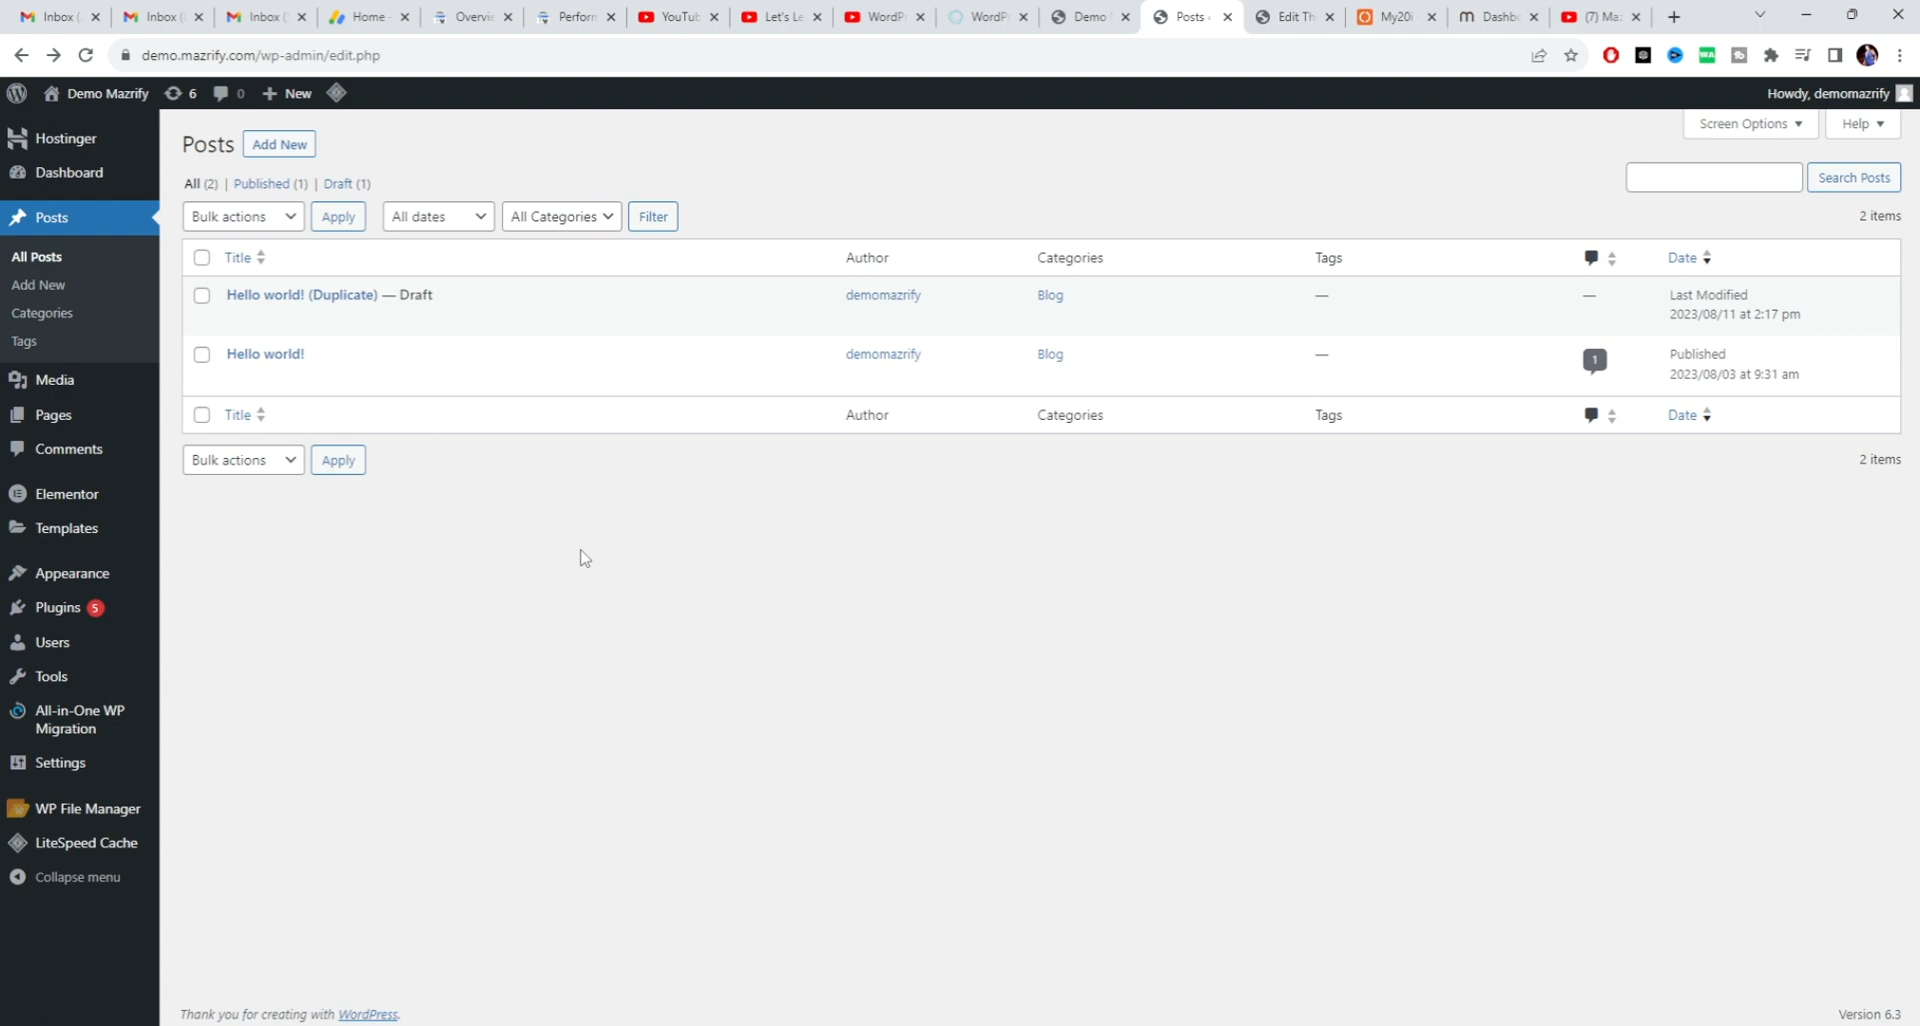 Inbox (
Inbox (
Inbox (
Home -
Overvie
Perform
YouTub
Let's Le
WordPr
WordPr
Demo
Posts ‹
Edit Th
My20i
Dashbo
(7) Ma
demo.mazrify.com/wp-admin/edit.php
Demo Mazrify 6 0 + New
Howdy, demomazrify
Hostinger
Dashboard
Posts
All Posts
Add New
Categories
Tags
Media
Pages
Comments
Elementor
Templates
Appearance
Plugins 5
Users
Tools
All-in-One WP
Migration
Settings
WP File Manager
LiteSpeed Cache
Collapse menu
Screen Options Help
Posts Add New
All (2) | Published (1) | Draft (1)
Search Posts
Bulk actions Apply All dates All Categories Filter 2 items
Title Author Categories Tags Date
Hello world! (Duplicate) — Draft demomazrify Blog — — Last Modified
2023/08/11 at 2:17 pm
Hello world! demomazrify Blog — 1 Published
2023/08/03 at 9:31 am
Title Author Categories Tags Date
Bulk actions Apply 2 items
Thank you for creating with WordPress. Version 6.3